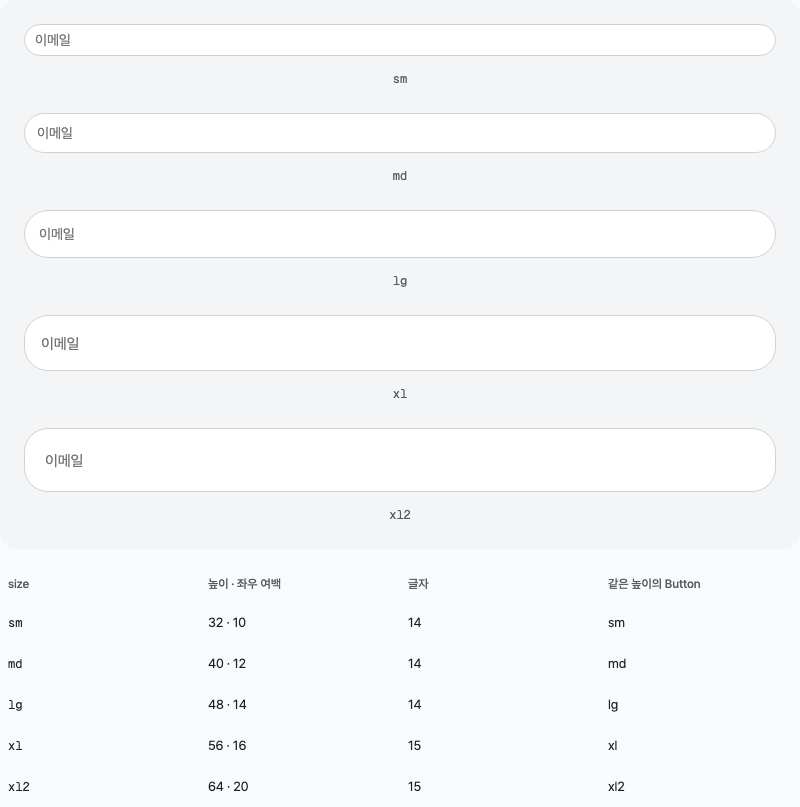 이메일
sm
이메일
md
이메일
lg
이메일
xl
이메일
xl2
size 높이 · 좌우 여백 글자 같은 높이의 Button
sm 32 · 10 14 sm
md 40 · 12 14 md
lg 48 · 14 14 lg
xl 56 · 16 15 xl
xl2 64 · 20 15 xl2